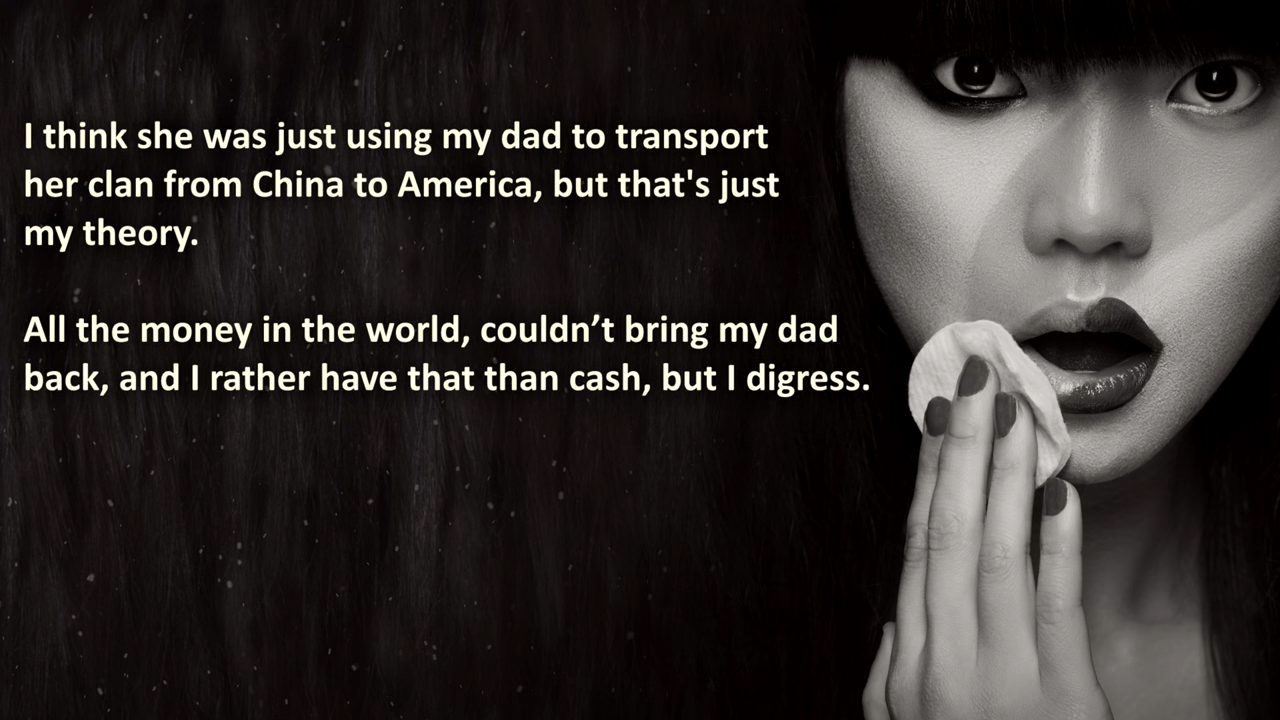 I think she was just using my dad to transport
her clan from China to America, but that's just
my theory.
All the money in the world, couldn’t bring my dad
back, and I rather have that than cash, but I digress.